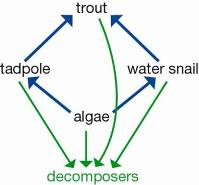 trout
tadpole
water snail
algae
decomposers